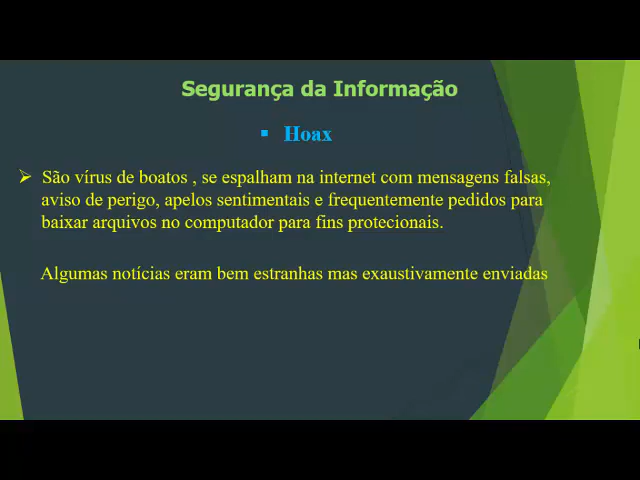 Segurança da Informação
▪ Hoax
➢ São vírus de boatos , se espalham na internet com mensagens falsas,
aviso de perigo, apelos sentimentais e frequentemente pedidos para
baixar arquivos no computador para fins protecionais.
Algumas notícias eram bem estranhas mas exaustivamente enviadas